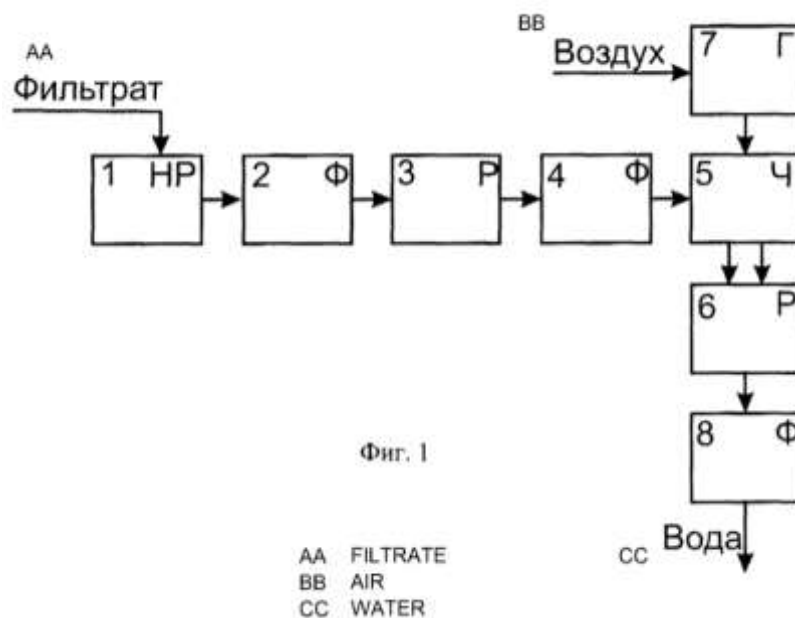 BB
Воздух
7 Г
AA
Фильтрат
1 НР
2 Ф
3 Р
4 Ф
5 Ч
6 Р
8 Ф
Фиг. 1
CC Вода
AA FILTRATE
BB AIR
CC WATER